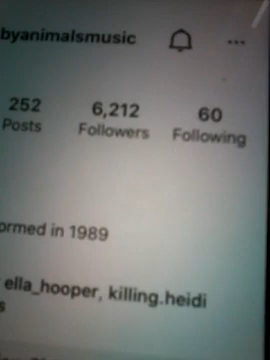 byanimalsmusic
252 6,212 60
Posts Followers Following
ormed in 1989
ella_hooper, killing.heidi
s